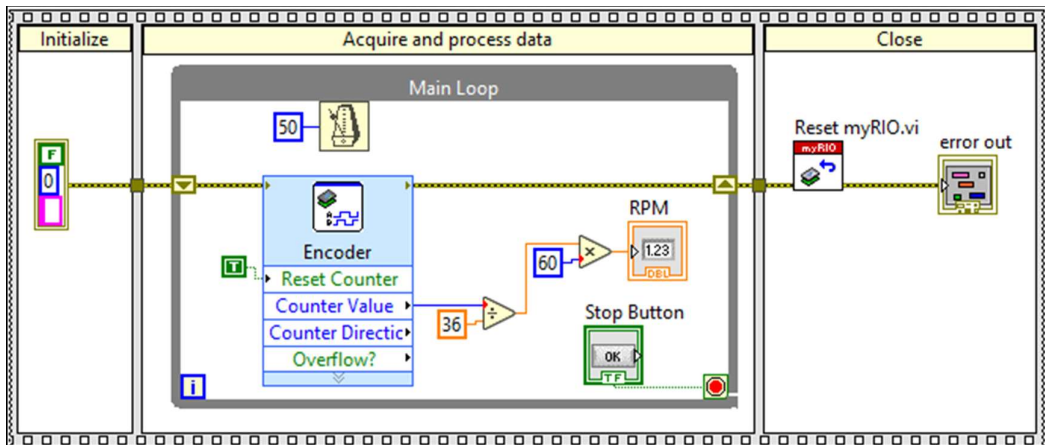 Initialize
Acquire and process data
Close
Main Loop
50
Reset myRIO.vi
myRIO
error out
F
0
RPM
1.23
DBL
Encoder
60
T
Reset Counter
Counter Value
Counter Directic
Overflow?
36
Stop Button
OK
TF
i